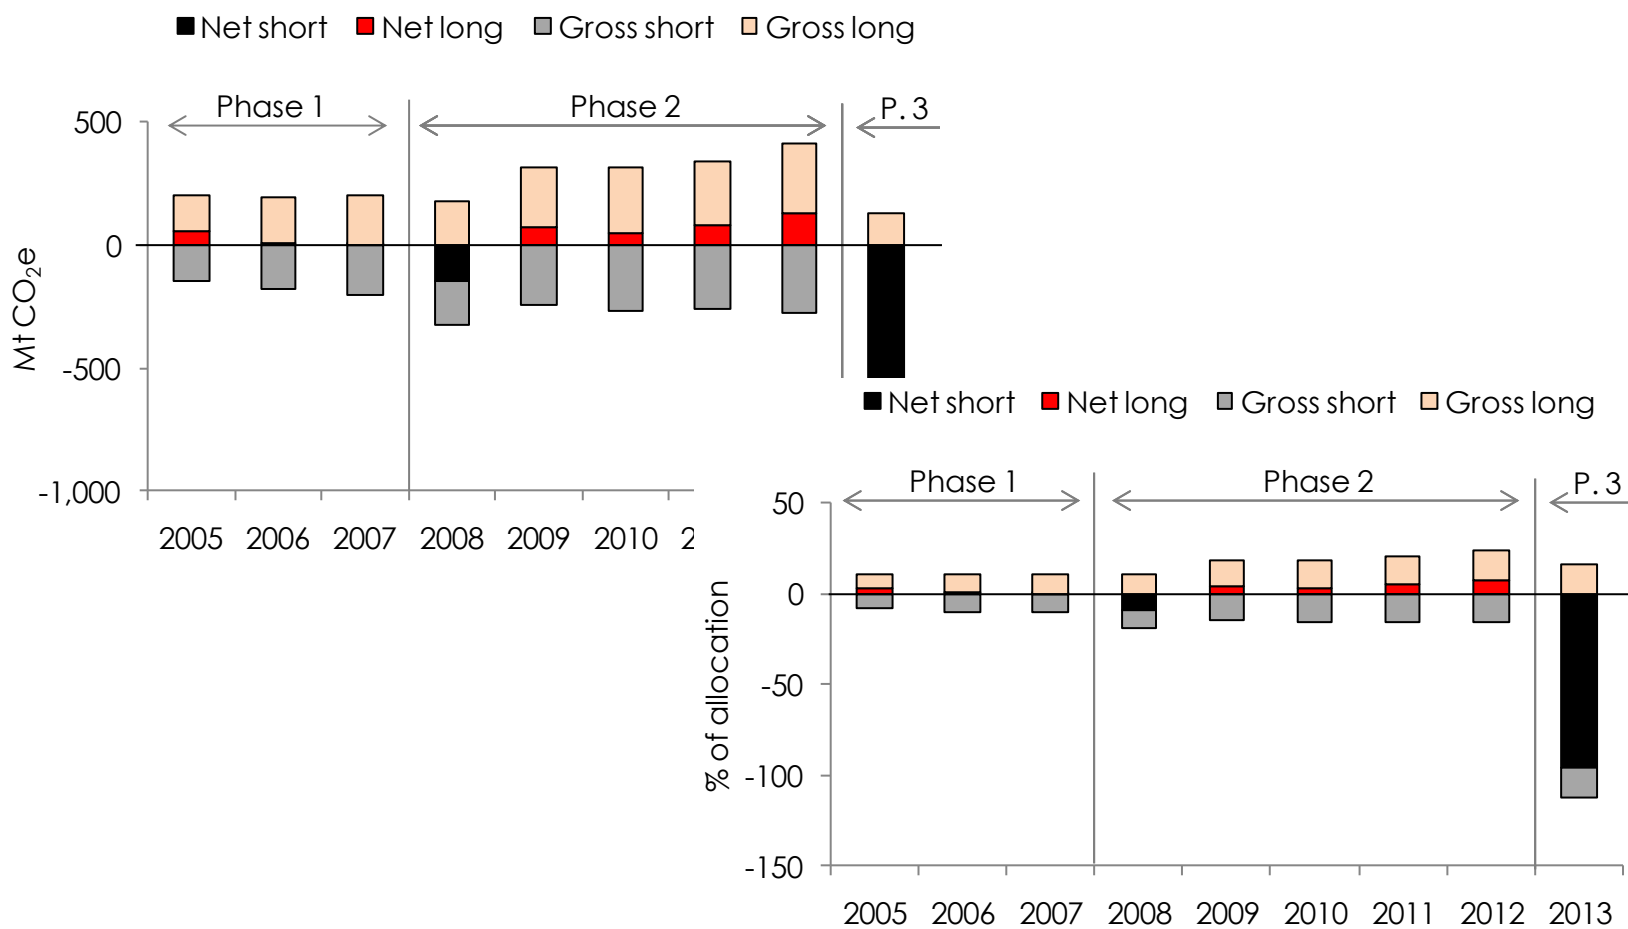 Net short Net long Gross short Gross long
Phase 1 Phase 2 P. 3
500
0
-500
-1,000
Mt CO₂e
2005 2006 2007 2008 2009 2010 2
Net short Net long Gross short Gross long
Phase 1 Phase 2 P. 3
50
0
-50
-100
-150
% of allocation
2005 2006 2007 2008 2009 2010 2011 2012 2013